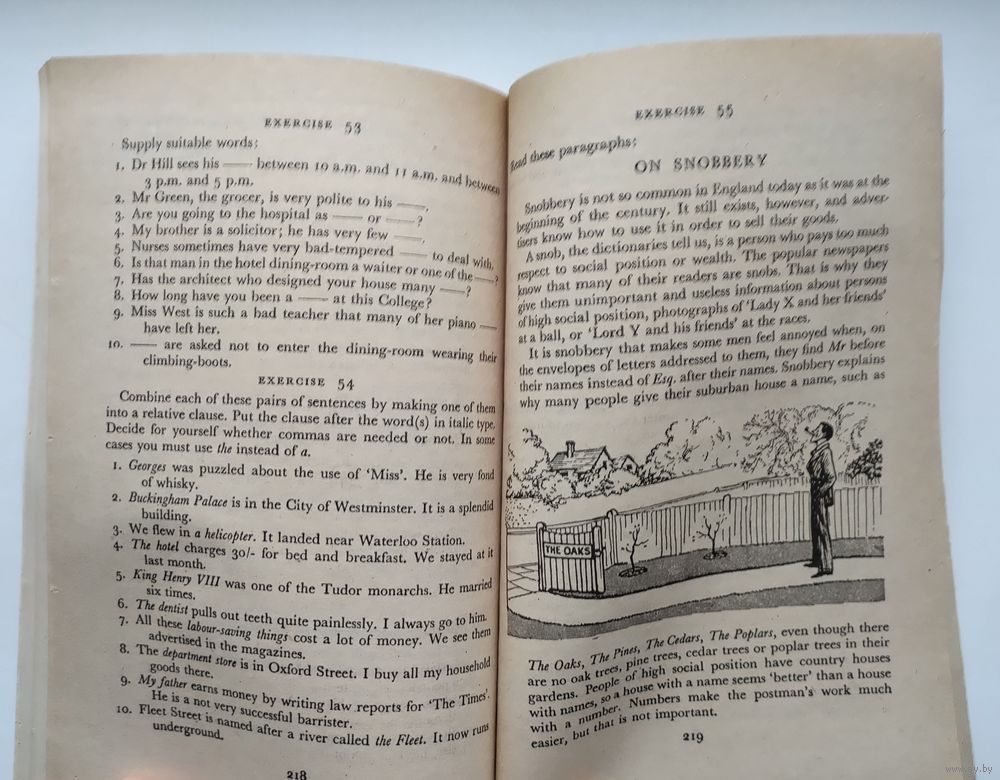 EXERCISE 53
Supply suitable words:
1. Dr Hill sees his —— between 10 a.m. and 11 a.m. and between
3 p.m. and 5 p.m.
2. Mr Green, the grocer, is very polite to his ——.
3. Are you going to the hospital as —— or ——?
4. My brother is a solicitor; he has very few ——.
5. Nurses sometimes have very bad-tempered —— to deal with.
6. Is that man in the hotel dining-room a waiter or one of the ——?
7. Has the architect who designed your house many ——?
8. How long have you been a —— at this College?
9. Miss West is such a bad teacher that many of her piano ——
have left her.
10. —— are asked not to enter the dining-room wearing their
climbing-boots.
EXERCISE 54
Combine each of these pairs of sentences by making one of them
into a relative clause. Put the clause after the word(s) in italic type.
Decide for yourself whether commas are needed or not. In some
cases you must use the instead of a.
1. Georges was puzzled about the use of 'Miss'. He is very fond
of whisky.
2. Buckingham Palace is in the City of Westminster. It is a splendid
building.
3. We flew in a helicopter. It landed near Waterloo Station.
4. The hotel charges 30/- for bed and breakfast. We stayed at it
last month.
5. King Henry VIII was one of the Tudor monarchs. He married
six times.
6. The dentist pulls out teeth quite painlessly. I always go to him.
7. All these labour-saving things cost a lot of money. We see them
advertised in the magazines.
8. The department store is in Oxford Street. I buy all my household
goods there.
9. My father earns money by writing law reports for 'The Times'.
He is a not very successful barrister.
10. Fleet Street is named after a river called the Fleet. It now runs
underground.
218
EXERCISE 55
Read these paragraphs:
ON SNOBBERY
Snobbery is not so common in England today as it was at the
beginning of the century. It still exists, however, and adver-
tisers know how to use it in order to sell their goods.
A snob, the dictionaries tell us, is a person who pays too much
respect to social position or wealth. The popular newspapers
know that many of their readers are snobs. That is why they
give them unimportant and useless information about persons
of high social position, photographs of 'Lady X and her friends'
at a ball, or 'Lord Y and his friends' at the races.
It is snobbery that makes some men feel annoyed when, on
the envelopes of letters addressed to them, they find Mr before
their names instead of Esq. after their names. Snobbery explains
why many people give their suburban house a name, such as
THE OAKS
The Oaks, The Pines, The Cedars, The Poplars, even though there
are no oak trees, pine trees, cedar trees or poplar trees in their
gardens. People of high social position have country houses
with names, so a house with a name seems 'better' than a house
with a number. Numbers make the postman's work much
easier, but that is not important.
219
www.ay.by